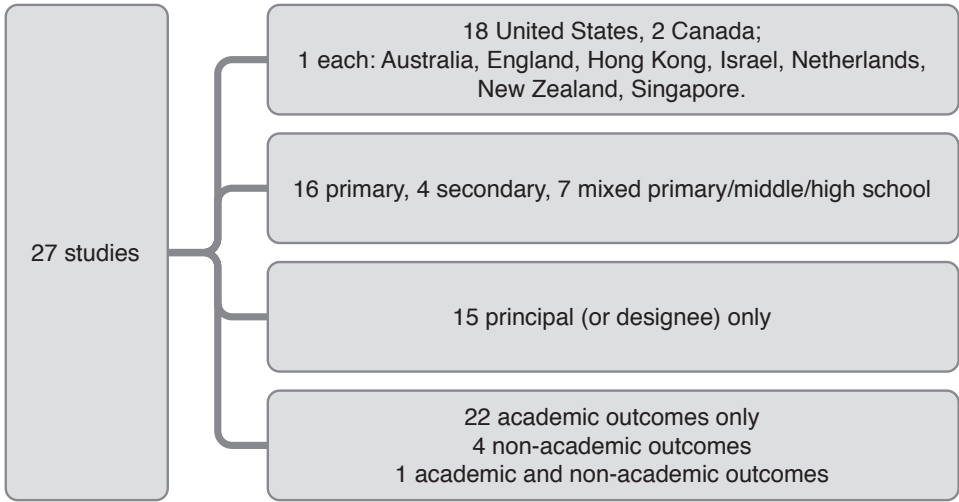 27 studies
18 United States, 2 Canada;
1 each: Australia, England, Hong Kong, Israel, Netherlands,
New Zealand, Singapore.
16 primary, 4 secondary, 7 mixed primary/middle/high school
15 principal (or designee) only
22 academic outcomes only
4 non-academic outcomes
1 academic and non-academic outcomes